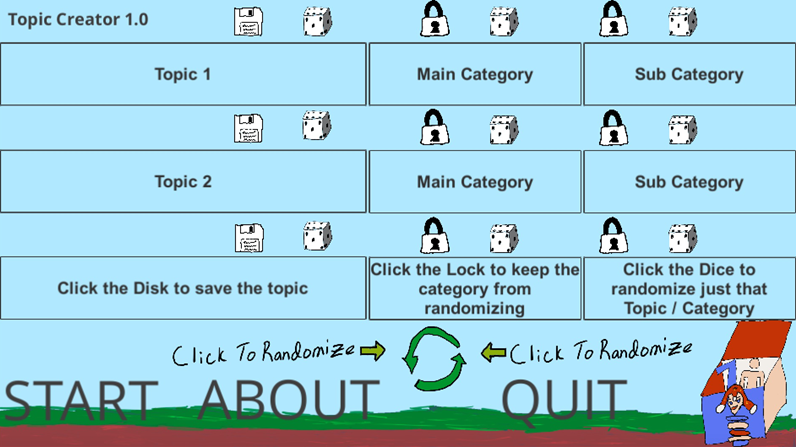 Topic Creator 1.0
Topic 1
Main Category
Sub Category
Topic 2
Main Category
Sub Category
Click the Disk to save the topic
Click the Lock to keep the
category from
randomizing
Click the Dice to
randomize just that
Topic / Category
Click To Randomize
Click To Randomize
START ABOUT QUIT
1